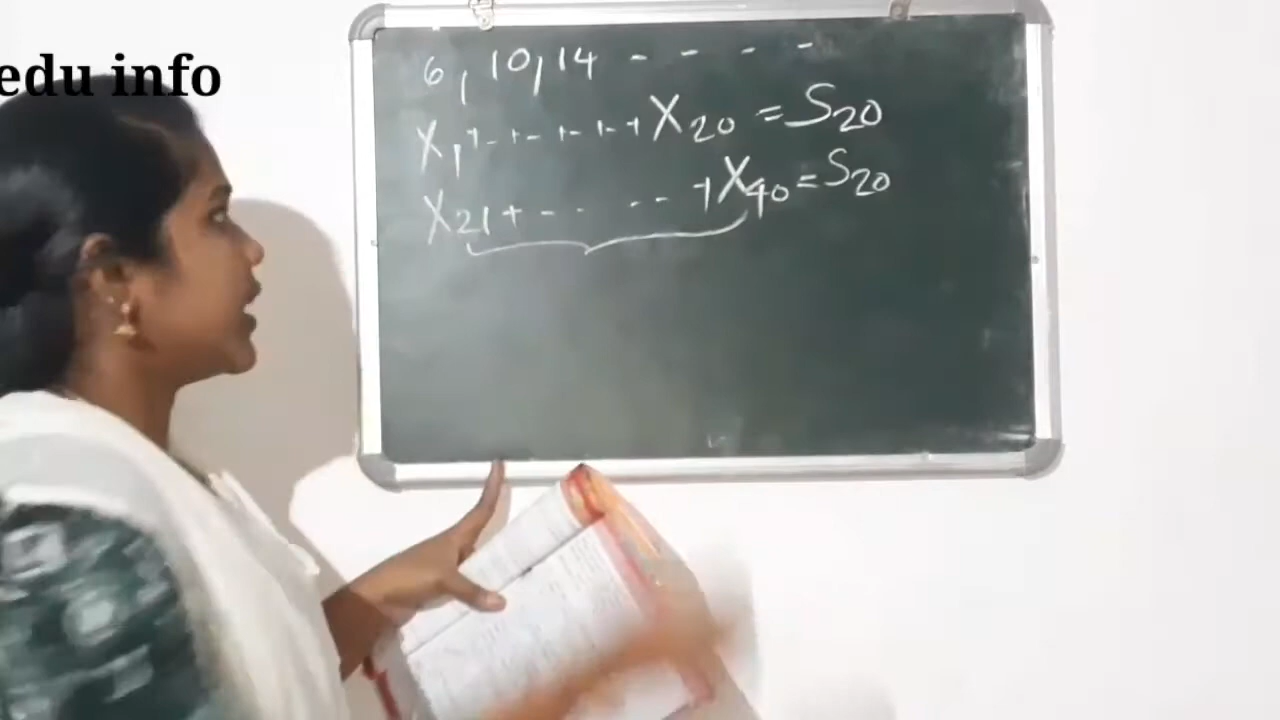 edu info
6, 10, 14 - - - -
X1 + - + - + - + - + X20 = S20
X21 + - - - - - + X40 = S20